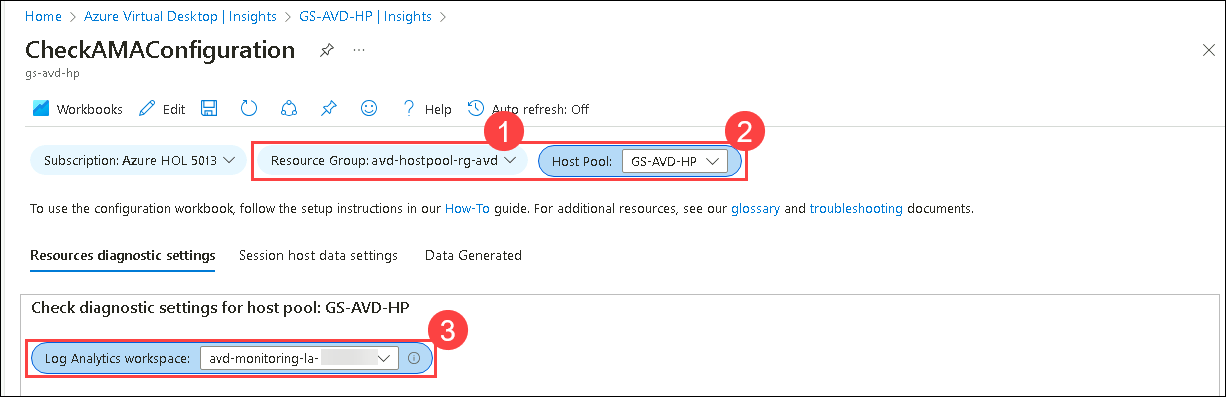 Home > Azure Virtual Desktop | Insights > GS-AVD-HP | Insights >
CheckAMAConfiguration
gs-avd-hp
Workbooks Edit Help Auto refresh: Off
1 2
Subscription: Azure HOL 5013 Resource Group: avd-hostpool-rg-avd Host Pool: GS-AVD-HP
To use the configuration workbook, follow the setup instructions in our How-To guide. For additional resources, see our glossary and troubleshooting documents.
Resources diagnostic settings Session host data settings Data Generated
Check diagnostic settings for host pool: GS-AVD-HP
3
Log Analytics workspace: avd-monitoring-la-